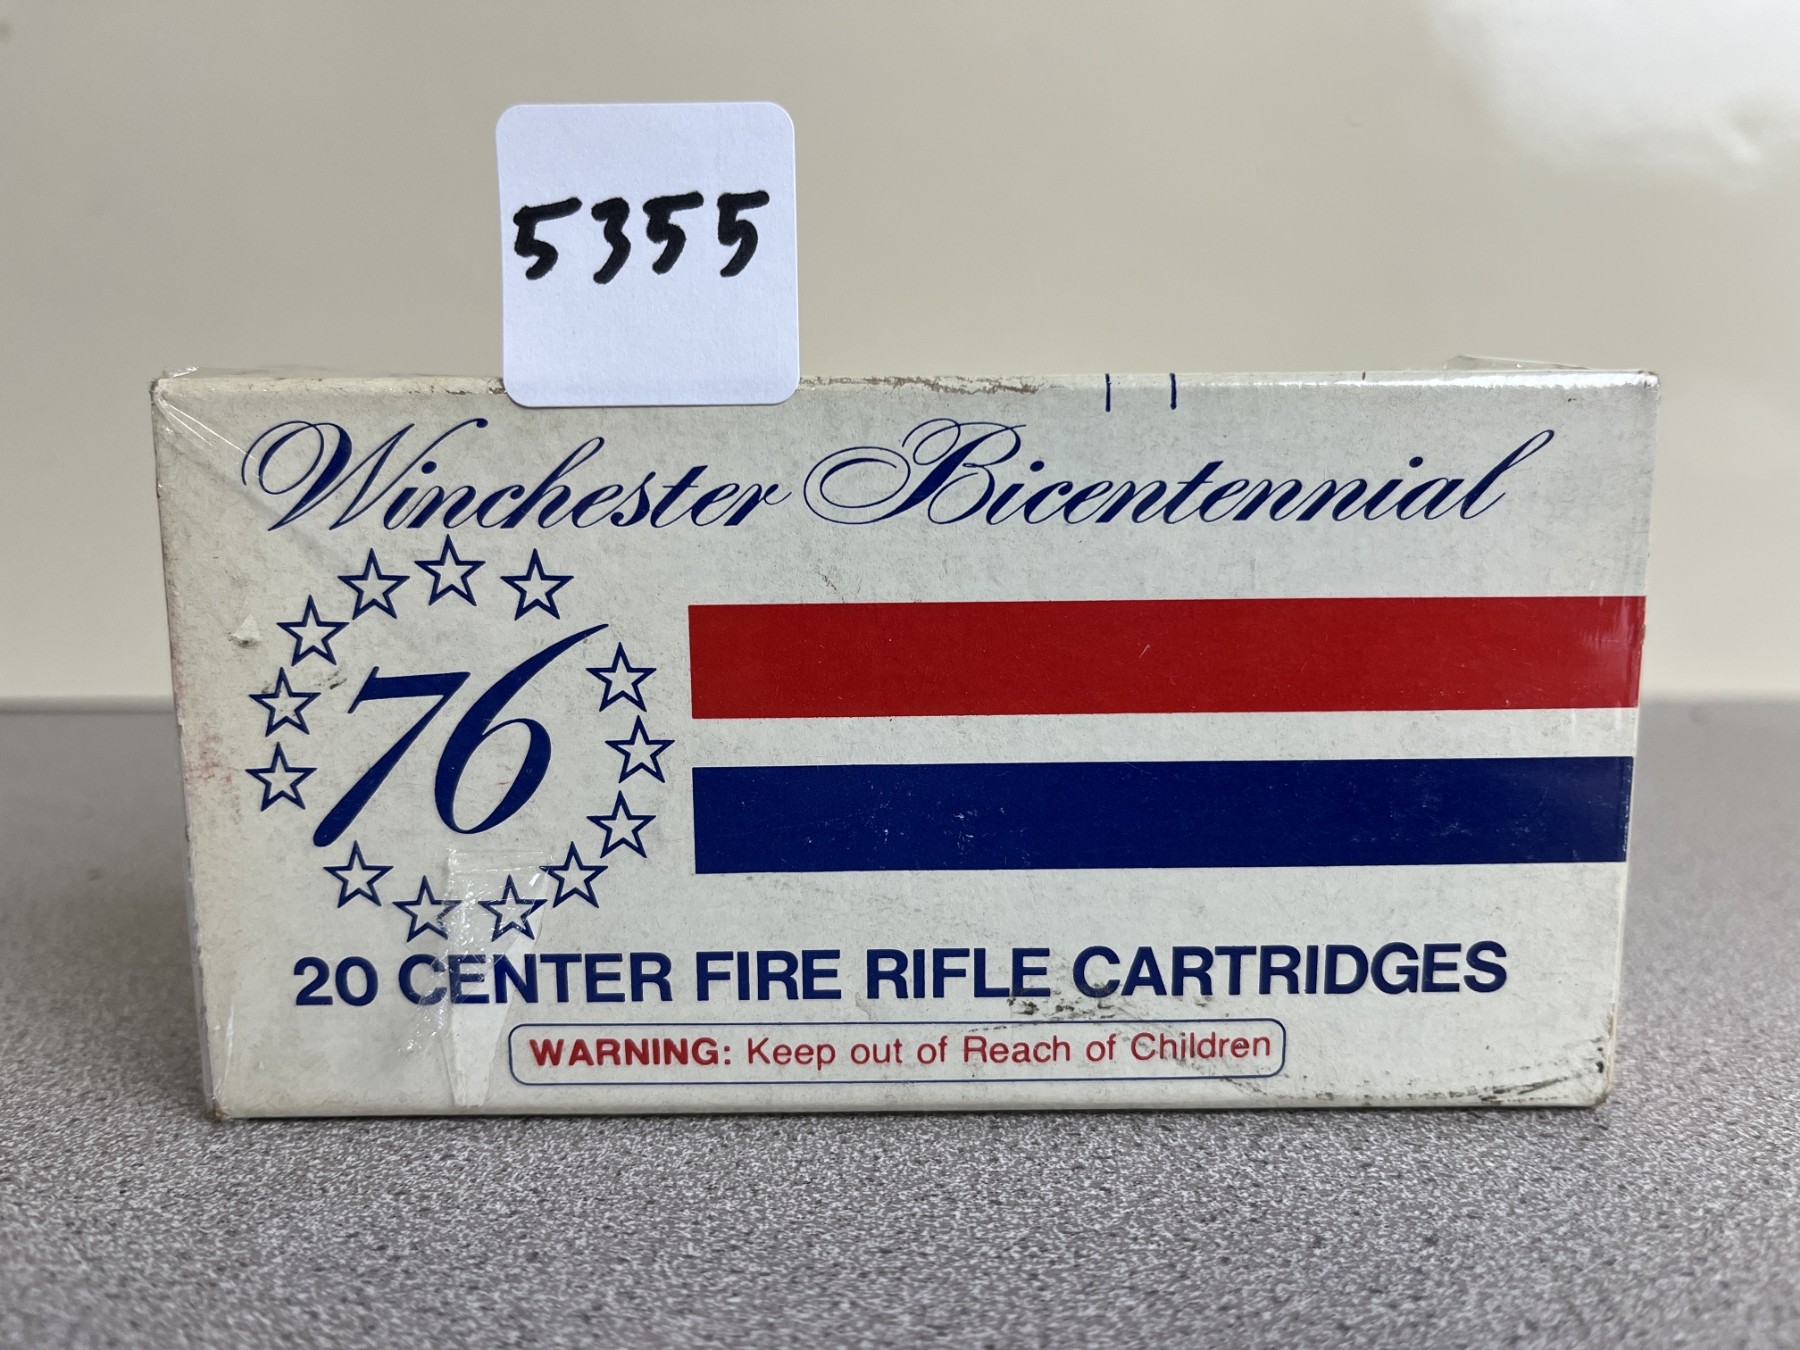 5355
Winchester Bicentennial
76
20 CENTER FIRE RIFLE CARTRIDGES
WARNING: Keep out of Reach of Children